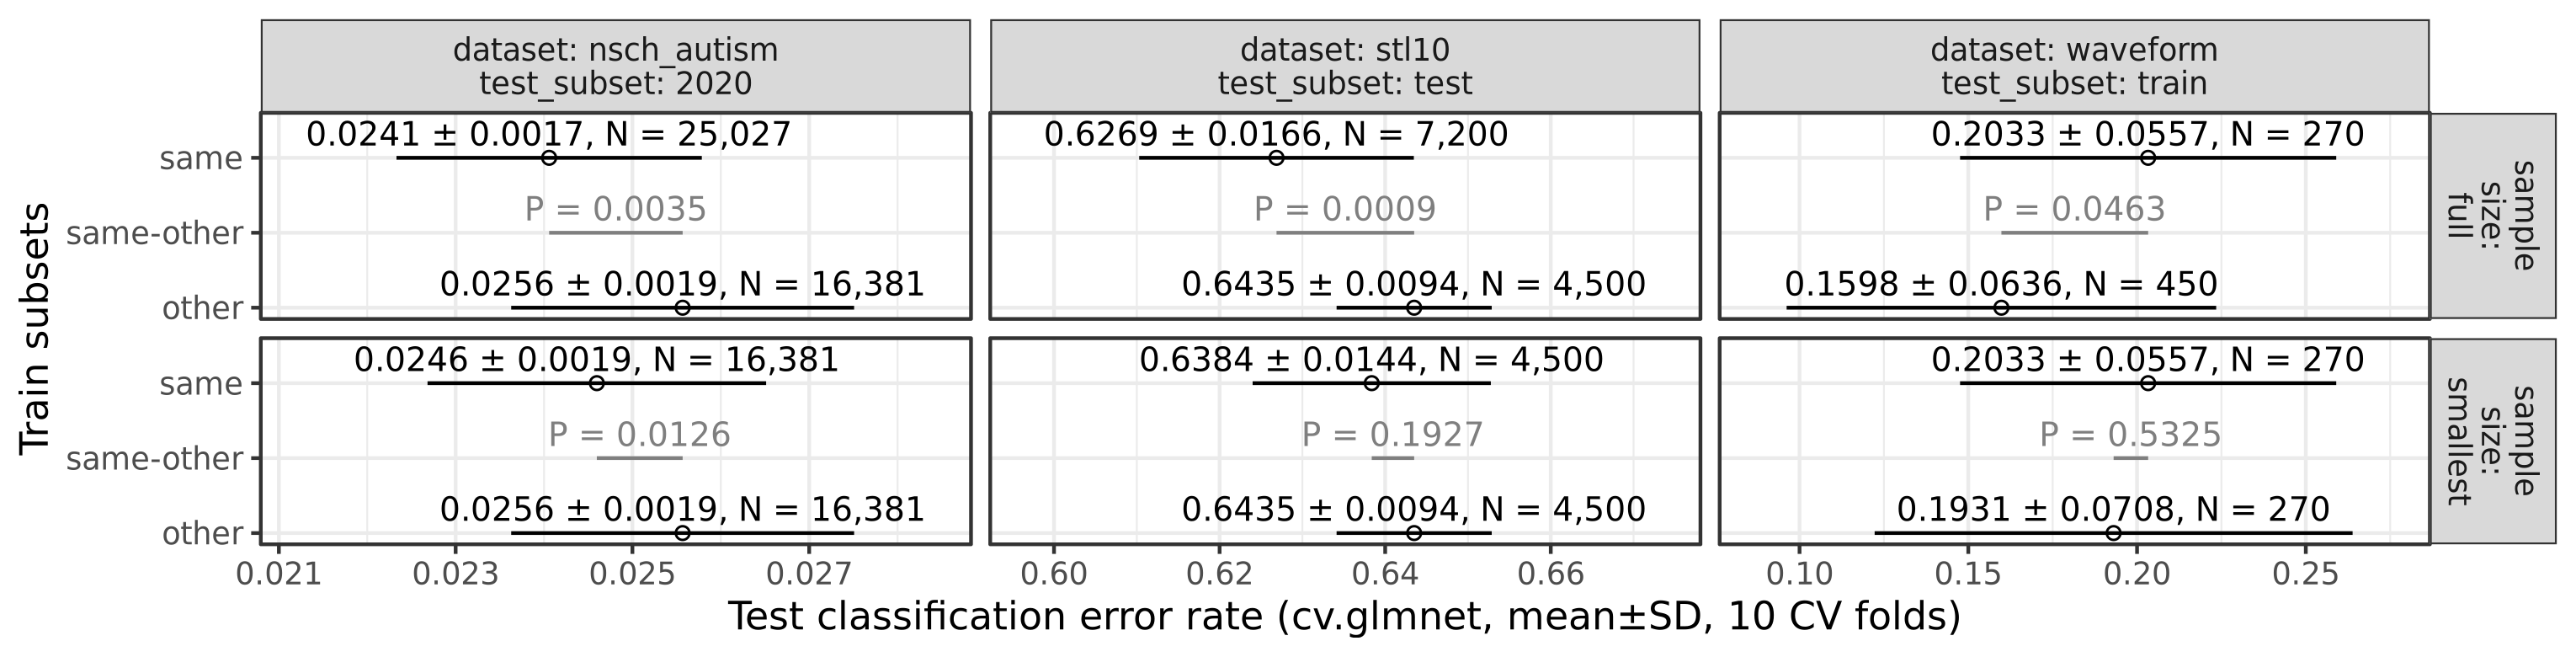 dataset: nsch_autism
test_subset: 2020
dataset: stl10
test_subset: test
dataset: waveform
test_subset: train
Train subsets
same
same-other
other
0.0241 ± 0.0017, N = 25,027
P = 0.0035
0.0256 ± 0.0019, N = 16,381
0.6269 ± 0.0166, N = 7,200
P = 0.0009
0.6435 ± 0.0094, N = 4,500
0.2033 ± 0.0557, N = 270
P = 0.0463
0.1598 ± 0.0636, N = 450
sample
size:
full
same
same-other
other
0.0246 ± 0.0019, N = 16,381
P = 0.0126
0.0256 ± 0.0019, N = 16,381
0.6384 ± 0.0144, N = 4,500
P = 0.1927
0.6435 ± 0.0094, N = 4,500
0.2033 ± 0.0557, N = 270
P = 0.5325
0.1931 ± 0.0708, N = 270
sample
size:
smallest
0.021 0.023 0.025 0.027
0.60 0.62 0.64 0.66
0.10 0.15 0.20 0.25
Test classification error rate (cv.glmnet, mean±SD, 10 CV folds)